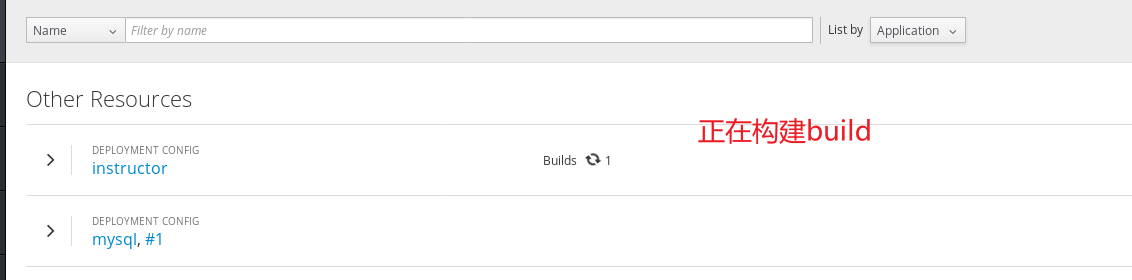 Name
Filter by name
List by
Application
Other Resources
正在构建build
DEPLOYMENT CONFIG
instructor
Builds 1
DEPLOYMENT CONFIG
mysql, #1